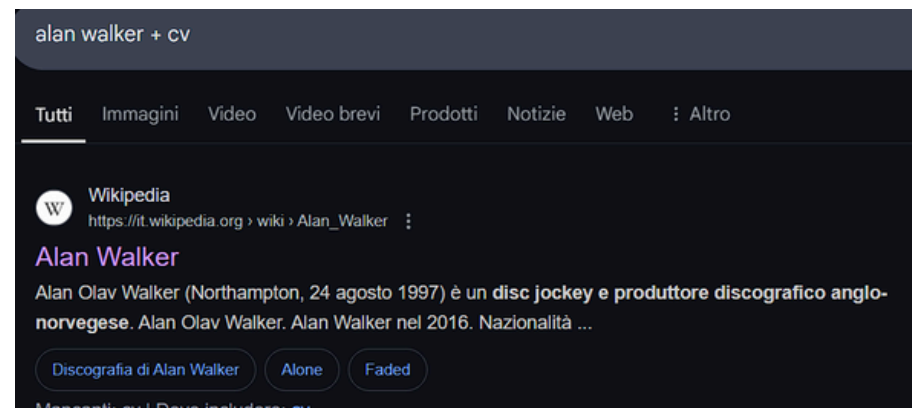 alan walker + cv
Tutti Immagini Video Video brevi Prodotti Notizie Web Altro
W
Wikipedia
https://it.wikipedia.org › wiki › Alan_Walker
Alan Walker
Alan Olav Walker (Northampton, 24 agosto 1997) è un disc jockey e produttore discografico anglo-
norvegese. Alan Olav Walke. Alan Walker nel 2016. Nazionalità ...
Discografia di Alan Walker Alone Faded